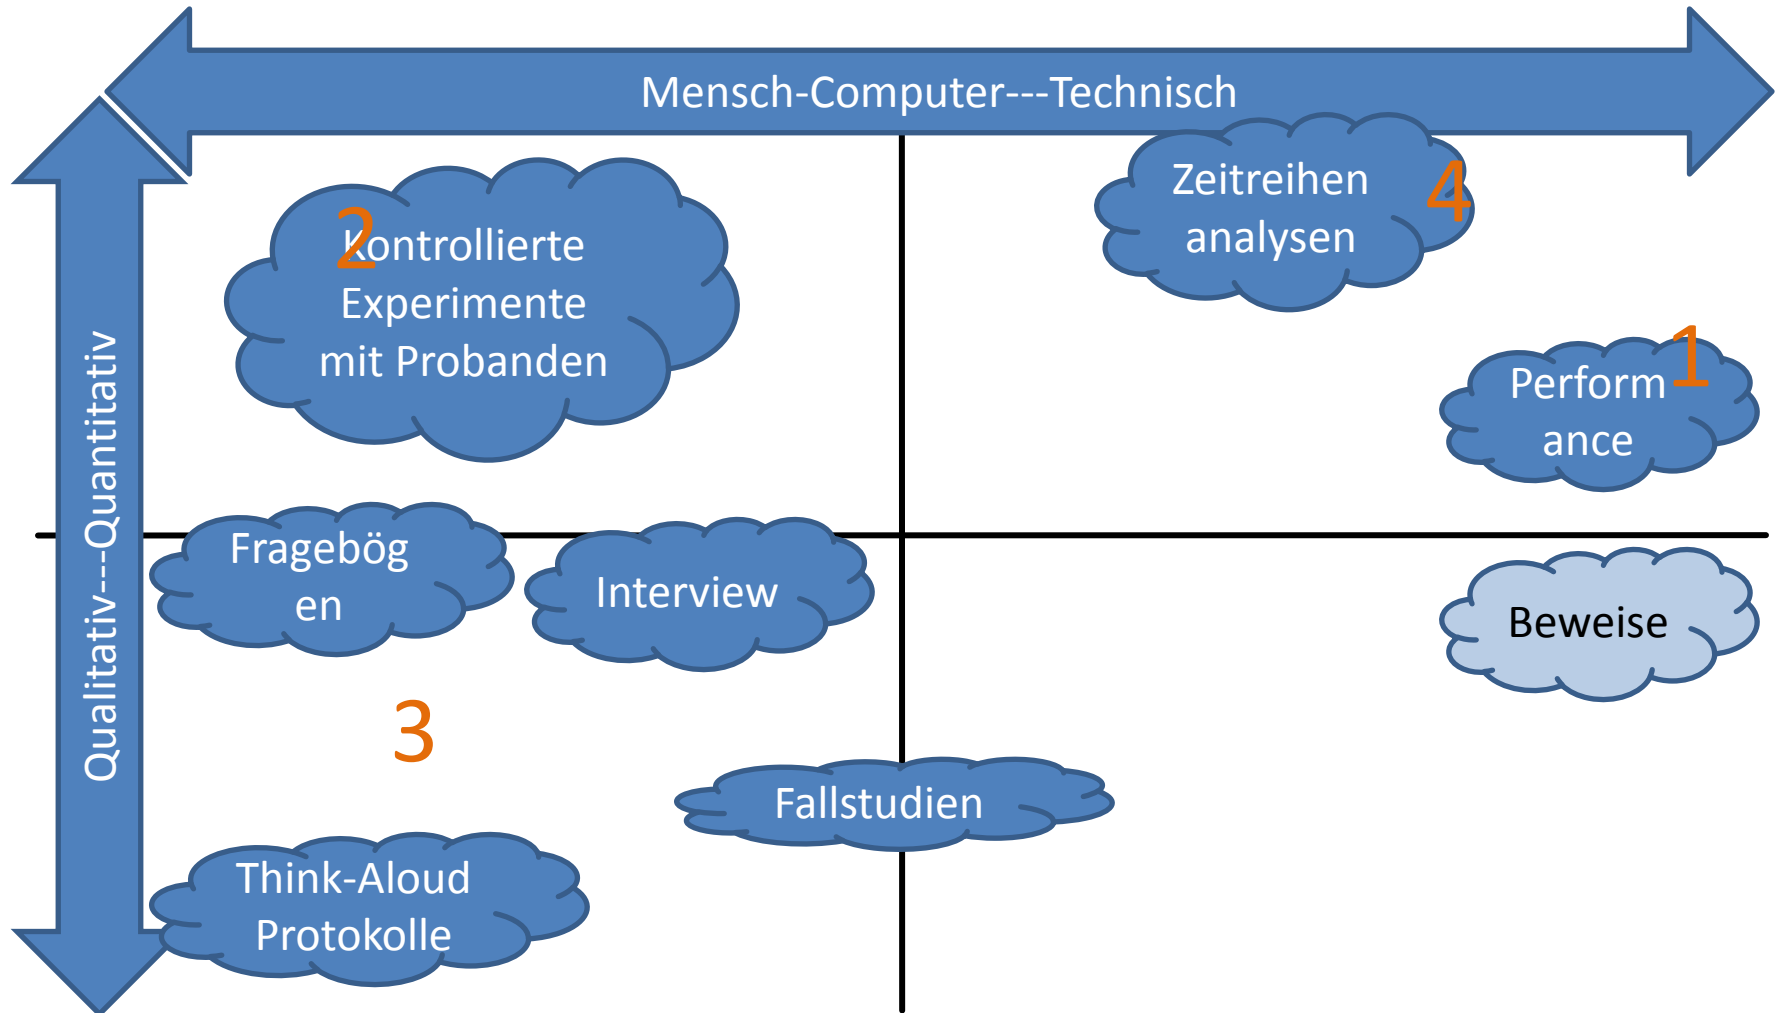 Mensch-Computer---Technisch
Qualitativ---Quantitativ
2
Kontrollierte
Experimente
mit Probanden
Zeitreihen
analysen
4
1
Perform
ance
Fragebög
en
Interview
Beweise
3
Fallstudien
Think-Aloud
Protokolle